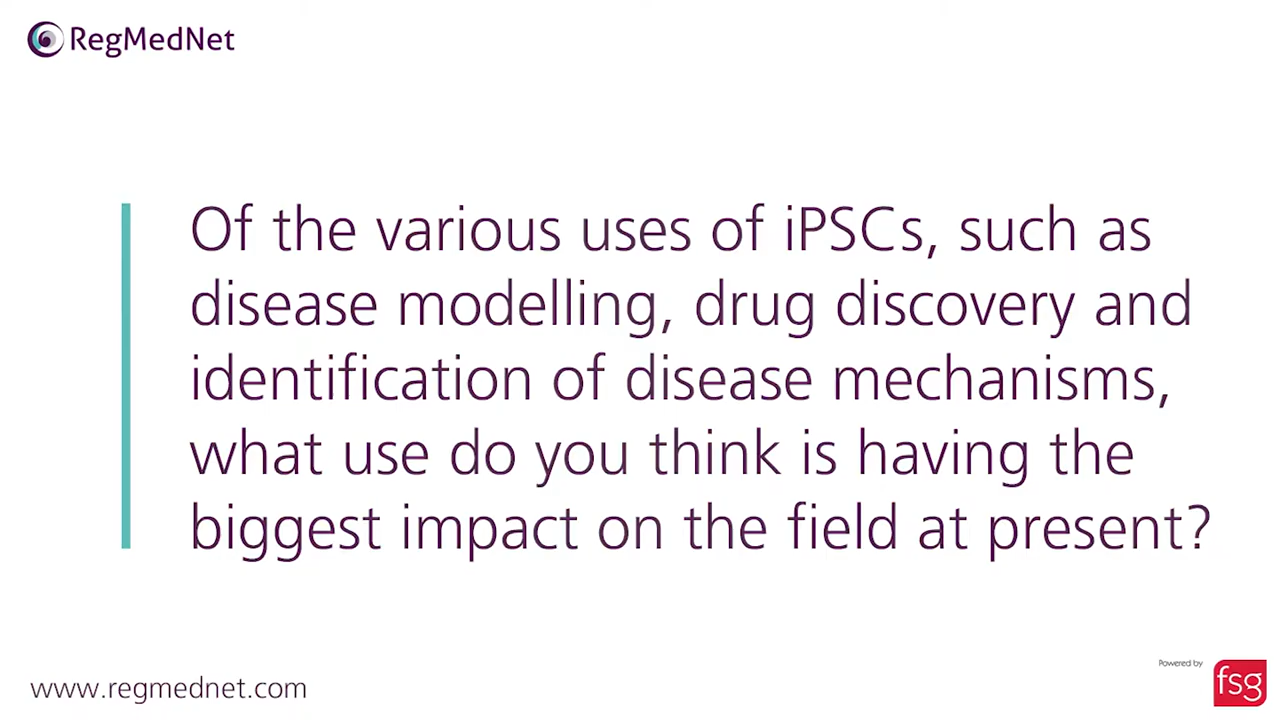 RegMedNet
Of the various uses of iPSCs, such as
disease modelling, drug discovery and
identification of disease mechanisms,
what use do you think is having the
biggest impact on the field at present?
Powered by
fsg
www.regmednet.com